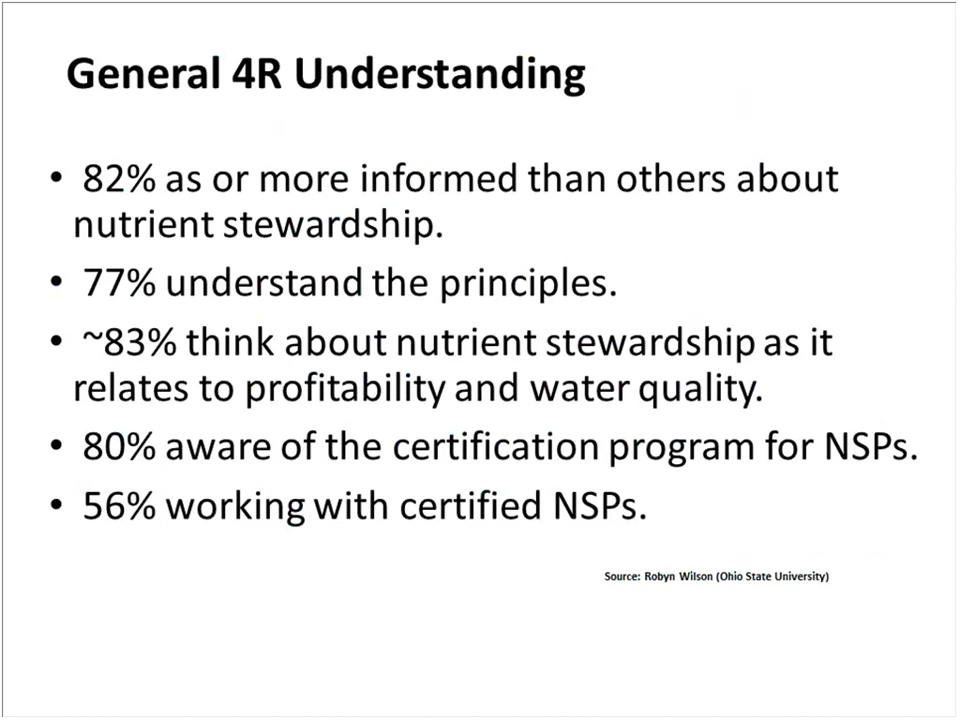 General 4R Understanding
• 82% as or more informed than others about
nutrient stewardship.
• 77% understand the principles.
• ~83% think about nutrient stewardship as it
relates to profitability and water quality.
• 80% aware of the certification program for NSPs.
• 56% working with certified NSPs.
Source: Robyn Wilson (Ohio State University)